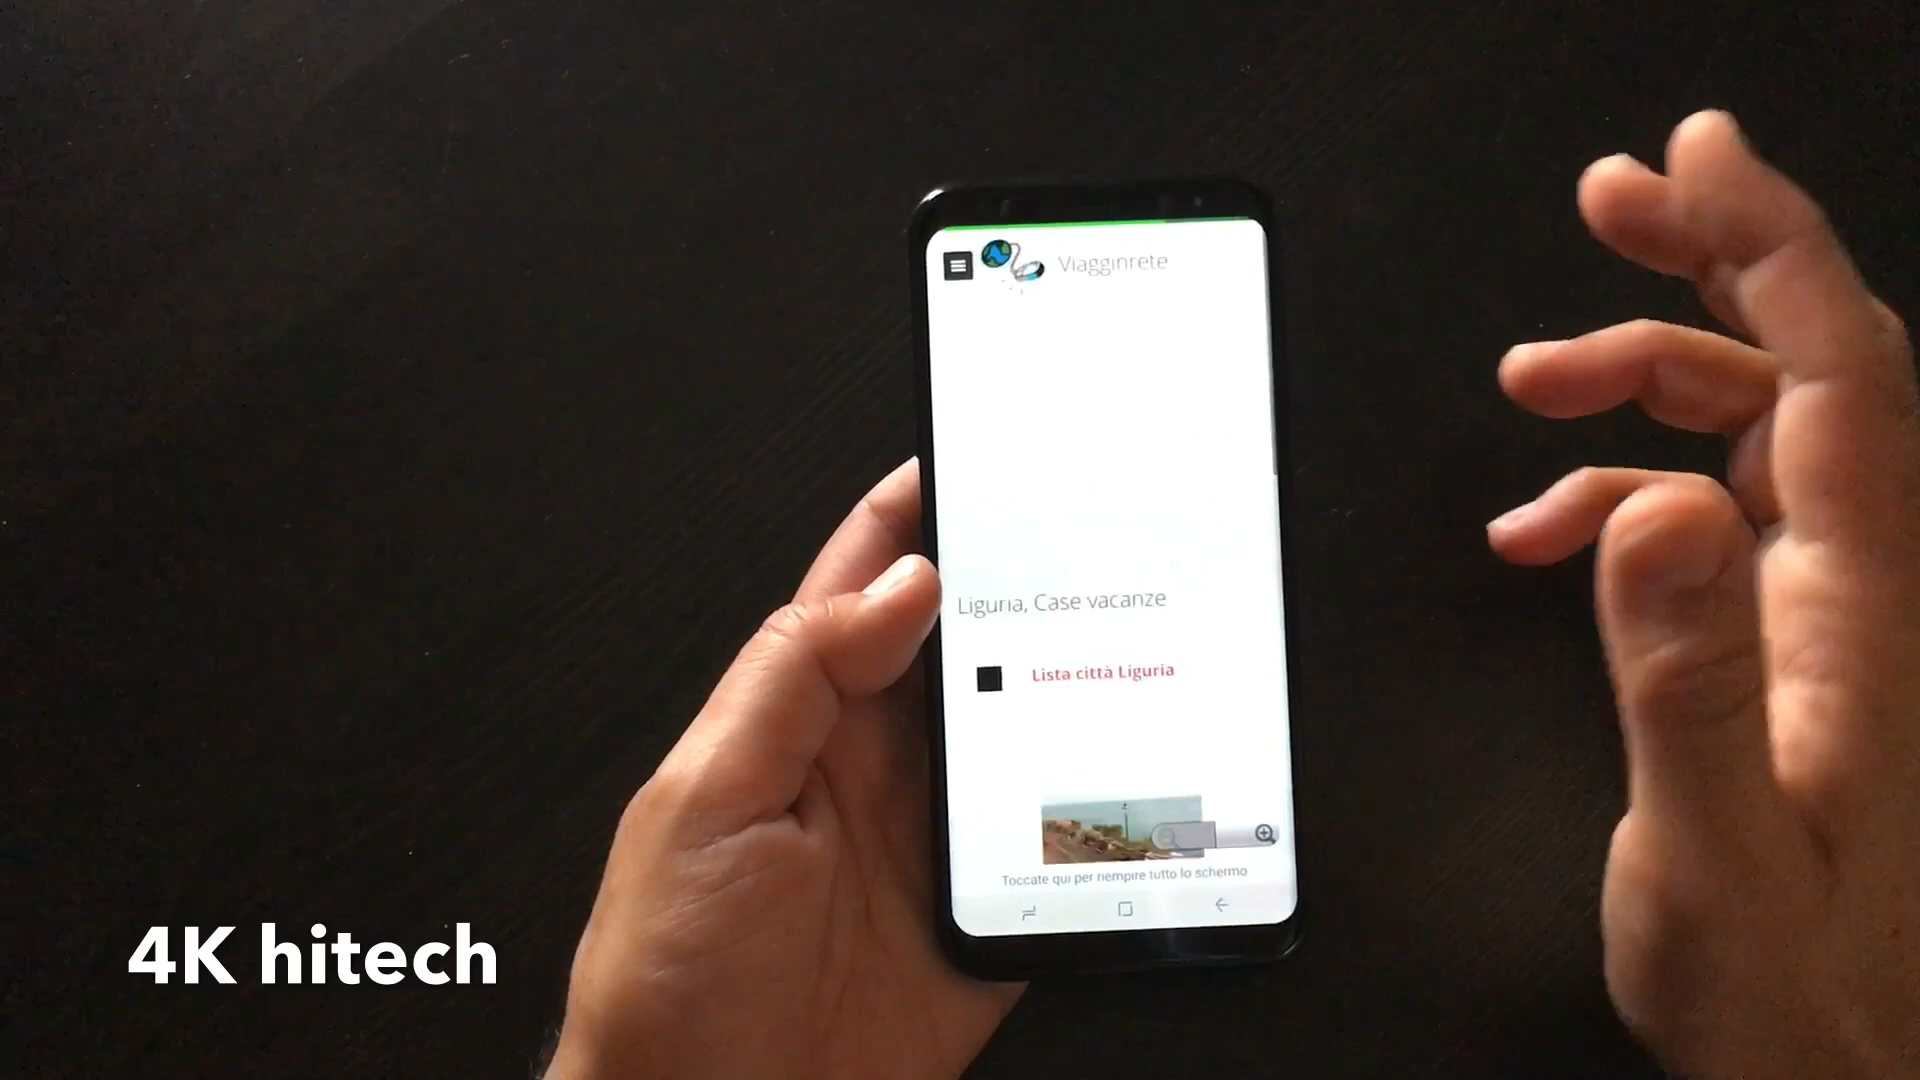 Viagginrete
Liguria, Case vacanze
Lista città Liguria
Toccate qui per riempire tutto lo schermo
4K hitech